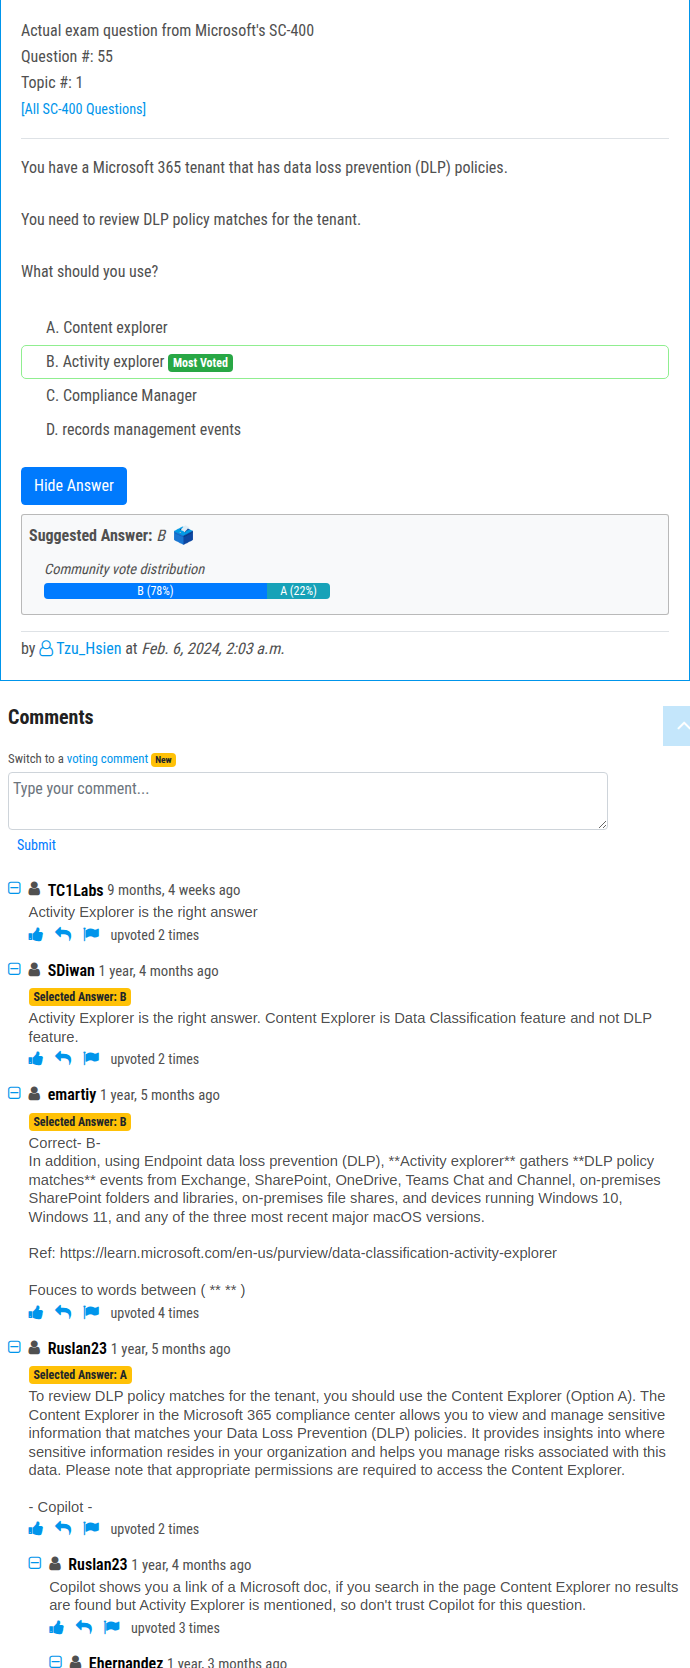 Actual exam question from Microsoft's SC-400
Question #: 55
Topic #: 1
[All SC-400 Questions]
You have a Microsoft 365 tenant that has data loss prevention (DLP) policies.
You need to review DLP policy matches for the tenant.
What should you use?
A. Content explorer
B. Activity explorer Most Voted
C. Compliance Manager
D. records management events
Hide Answer
Suggested Answer: B
Community vote distribution
B (78%) A (22%)
by Tzu_Hsien at Feb. 6, 2024, 2:03 a.m.
Comments
Switch to a voting comment New
Type your comment...
Submit
TC1Labs 9 months, 4 weeks ago
Activity Explorer is the right answer
upvoted 2 times
SDiwan 1 year, 4 months ago
Selected Answer: B
Activity Explorer is the right answer. Content Explorer is Data Classification feature and not DLP
feature.
upvoted 2 times
emartiy 1 year, 5 months ago
Selected Answer: B
Correct- B-
In addition, using Endpoint data loss prevention (DLP), **Activity explorer** gathers **DLP policy
matches** events from Exchange, SharePoint, OneDrive, Teams Chat and Channel, on-premises
SharePoint folders and libraries, on-premises file shares, and devices running Windows 10,
Windows 11, and any of the three most recent major macOS versions.
Ref: https://learn.microsoft.com/en-us/purview/data-classification-activity-explorer
Fouces to words between ( ** ** )
upvoted 4 times
Ruslan23 1 year, 5 months ago
Selected Answer: A
To review DLP policy matches for the tenant, you should use the Content Explorer (Option A). The
Content Explorer in the Microsoft 365 compliance center allows you to view and manage sensitive
information that matches your Data Loss Prevention (DLP) policies. It provides insights into where
sensitive information resides in your organization and helps you manage risks associated with this
data. Please note that appropriate permissions are required to access the Content Explorer.
- Copilot -
upvoted 2 times
Ruslan23 1 year, 4 months ago
Copilot shows you a link of a Microsoft doc, if you search in the page Content Explorer no results
are found but Activity Explorer is mentioned, so don't trust Copilot for this question.
upvoted 3 times
Ehernandez 1 year, 3 months ago